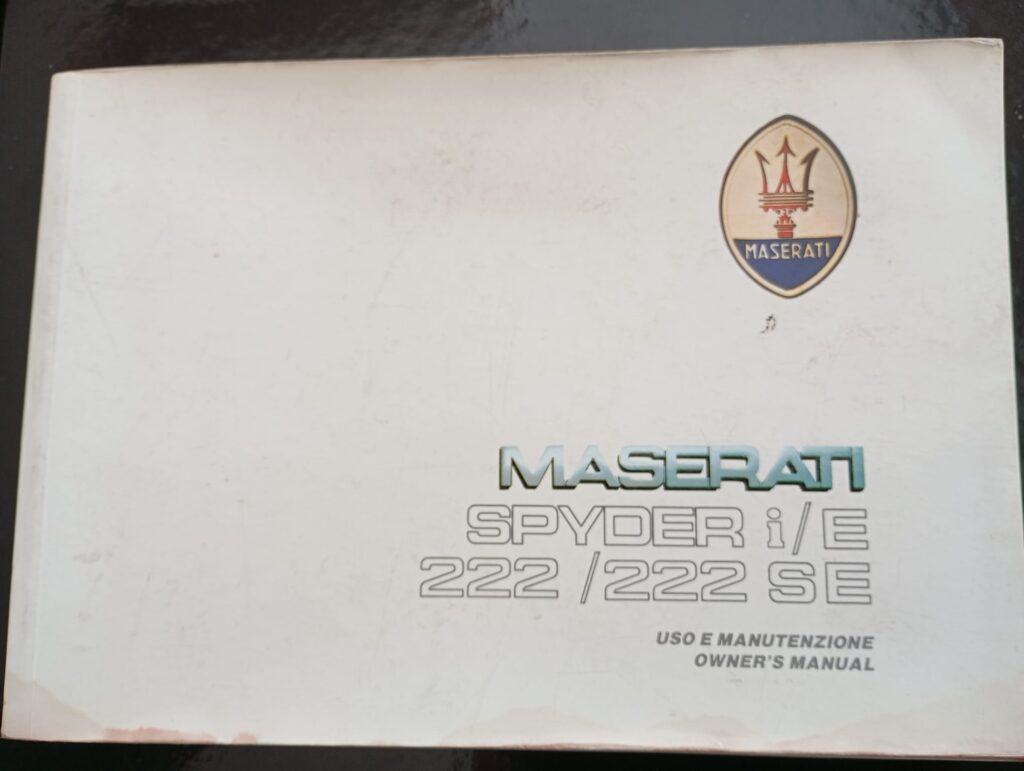 MASERATI
MASERATI
SPYDER i/E
222 /222 SE
USO E MANUTENZIONE
OWNER'S MANUAL